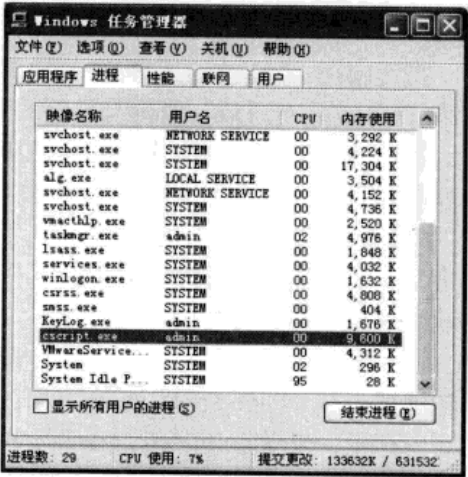 Windows 任务管理器
文件(F) 选项(O) 查看(V) 关机(U) 帮助(H)
应用程序 进程 性能 联网 用户
映像名称 用户名 CPU 内存使用
svchost.exe NETWORK SERVICE 00 3,292 K
svchost.exe SYSTEM 00 4,224 K
svchost.exe SYSTEM 00 17,304 K
alg.exe LOCAL SERVICE 00 3,504 K
svchost.exe NETWORK SERVICE 00 4,152 K
svchost.exe SYSTEM 00 4,736 K
vmacthlp.exe SYSTEM 00 2,520 K
taskmgr.exe admin 02 4,976 K
lsass.exe SYSTEM 00 1,848 K
services.exe SYSTEM 00 4,032 K
winlogon.exe SYSTEM 00 1,632 K
csrss.exe SYSTEM 00 4,808 K
smss.exe SYSTEM 00 404 K
KeyLog.exe admin 00 1,676 K
cscript.exe admin 00 9,600 K
VMwareService... SYSTEM 00 4,312 K
System SYSTEM 02 296 K
System Idle P... SYSTEM 95 28 K
显示所有用户的进程(S) 结束进程(E)
进程数: 29 CPU 使用: 7% 提交更改: 133632K / 631532